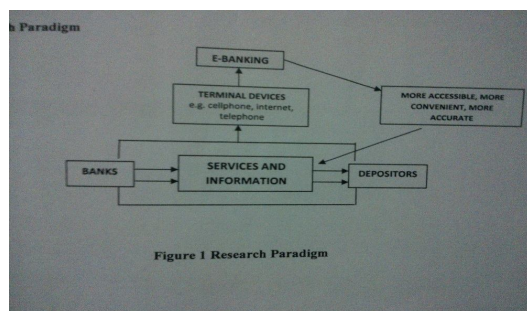 h Paradigm
E-BANKING
TERMINAL DEVICES
e.g. cellphone, internet,
telephone
MORE ACCESSIBLE, MORE
CONVENIENT, MORE
ACCURATE
BANKS
SERVICES AND
INFORMATION
DEPOSITORS
Figure 1 Research Paradigm